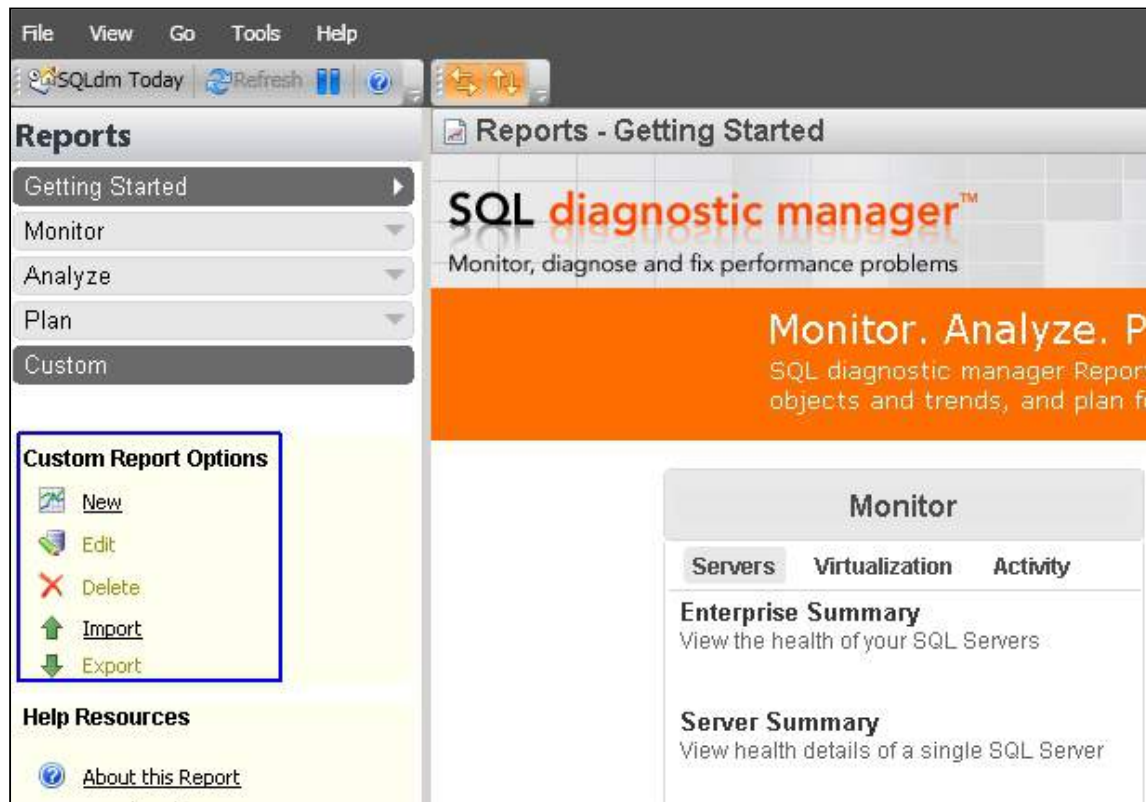 File View Go Tools Help
SQLdm Today Refresh
Reports
Getting Started
Monitor
Analyze
Plan
Custom
Custom Report Options
New
Edit
Delete
Import
Export
Help Resources
About this Report
Reports - Getting Started
SQL diagnostic manager™
Monitor, diagnose and fix performance problems
Monitor. Analyze. P
SQL diagnostic manager Repor
objects and trends, and plan f
Monitor
Servers Virtualization Activity
Enterprise Summary
View the health of your SQL Servers
Server Summary
View health details of a single SQL Server